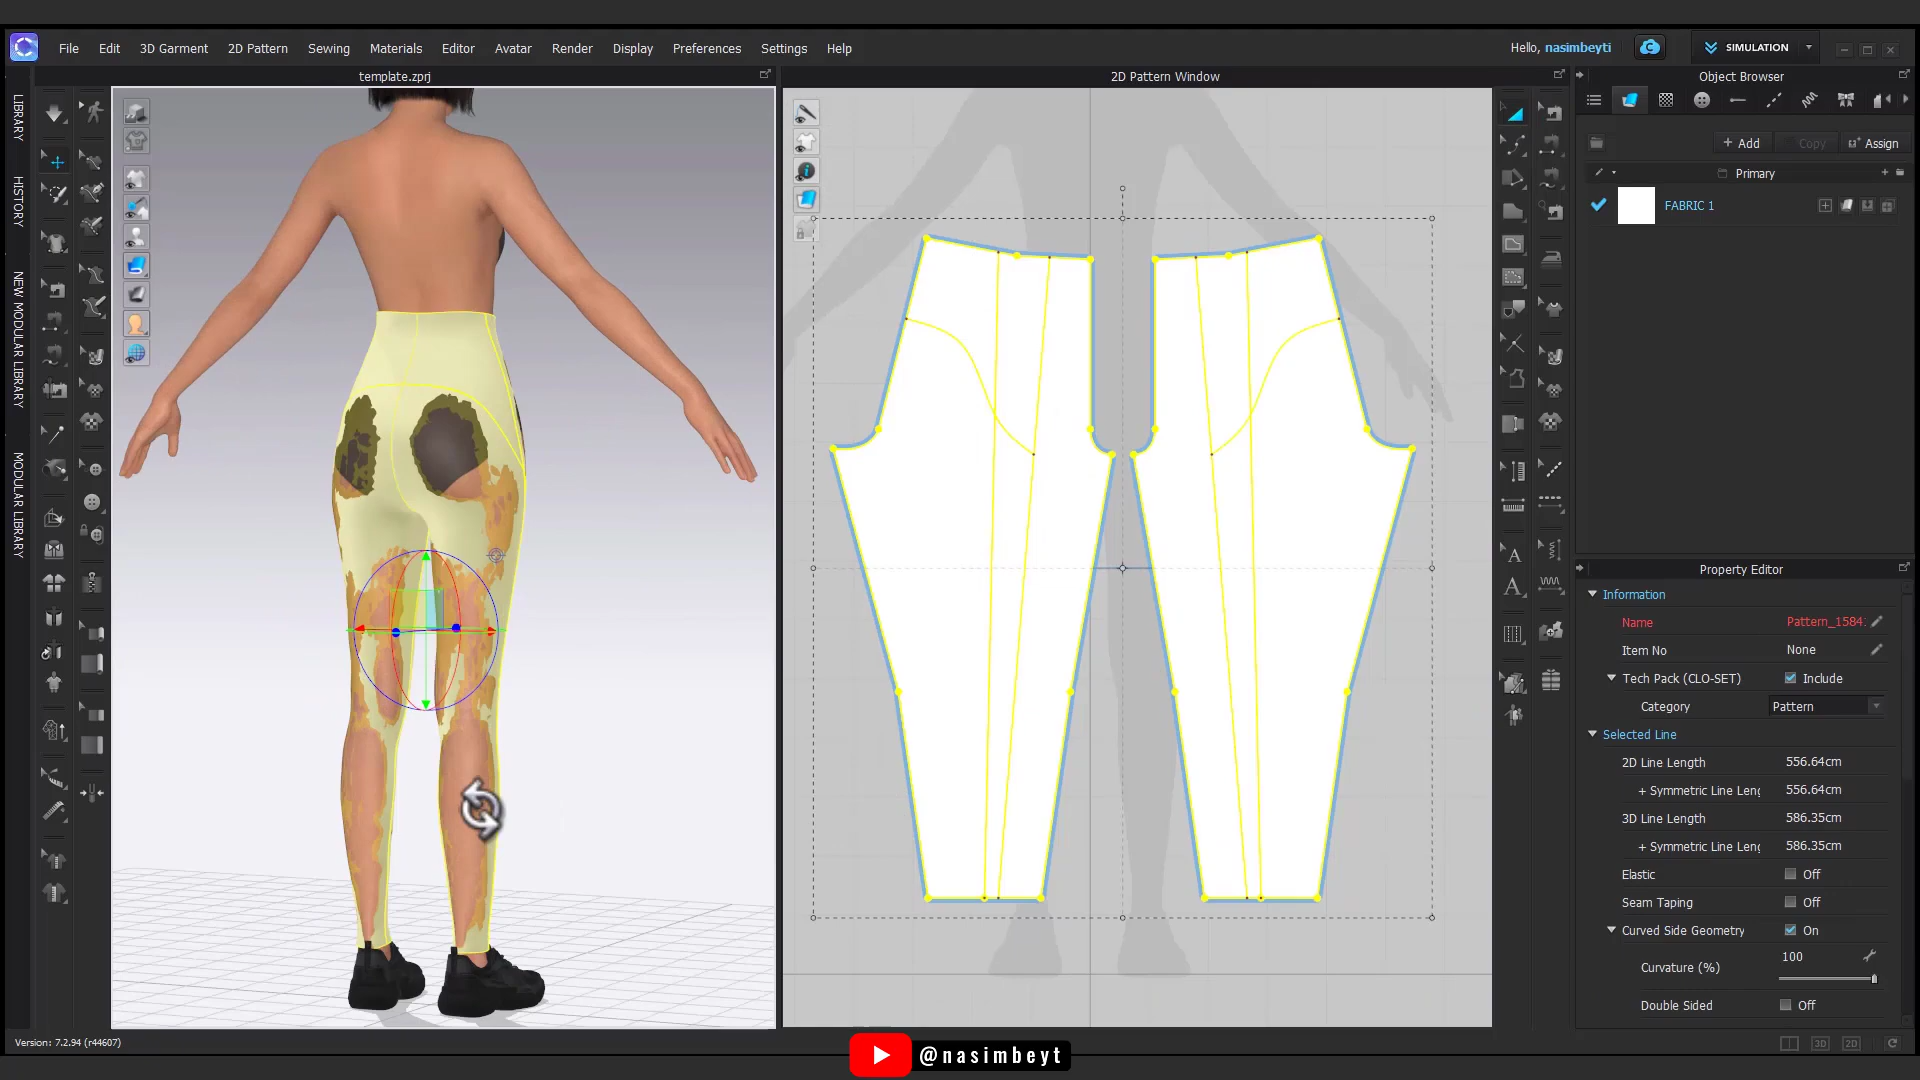 File Edit 3D Garment 2D Pattern Sewing Materials Editor Avatar Render Display Preferences Settings Help
Hello, nasimbeyti
SIMULATION
template.zprj
2D Pattern Window
Object Browser
LIBRARY
HISTORY
NEW MODULAR LIBRARY
MODULAR LIBRARY
+ Add
Copy
Assign
Primary
FABRIC 1
Property Editor
Information
Name Pattern_1584
Item No None
Tech Pack (CLO-SET) Include
Category Pattern
Selected Line
2D Line Length 556.64cm
+ Symmetric Line Leng 556.64cm
3D Line Length 586.35cm
+ Symmetric Line Leng 586.35cm
Elastic Off
Seam Taping Off
Curved Side Geometry On
Curvature (%) 100
Double Sided Off
A
A
Version: 7.2.94 (r44607)
3D
2D
@nasimbeyt